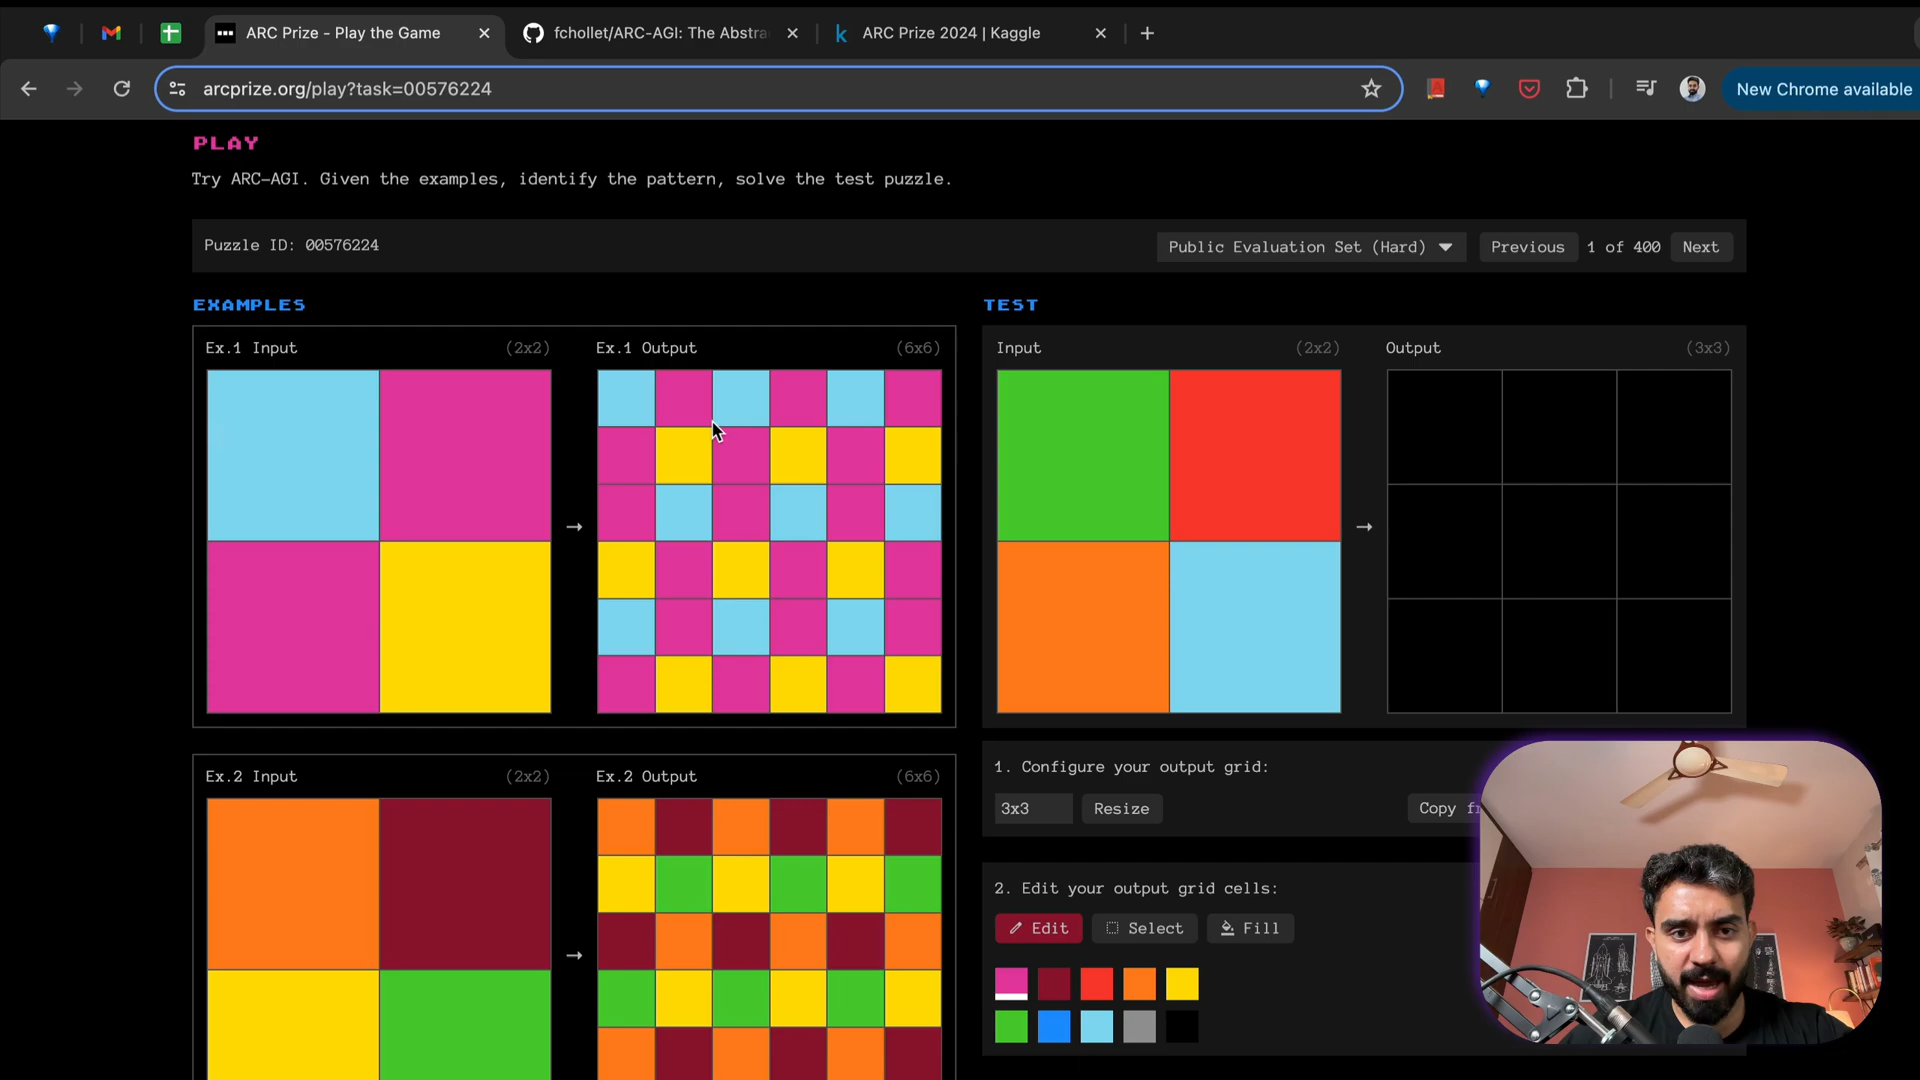 ARC Prize - Play the Game
fchollet/ARC-AGI: The Abstra
ARC Prize 2024 | Kaggle
arcprize.org/play?task=00576224
New Chrome available
PLAY
Try ARC-AGI. Given the examples, identify the pattern, solve the test puzzle.
Puzzle ID: 00576224
Public Evaluation Set (Hard)
Previous
1 of 400
Next
EXAMPLES
TEST
Ex.1 Input
(2x2)
Ex.1 Output
(6x6)
Input
(2x2)
Output
(3x3)
Ex.2 Input
(2x2)
Ex.2 Output
(6x6)
1. Configure your output grid:
3x3
Resize
Copy f
2. Edit your output grid cells:
Edit
Select
Fill